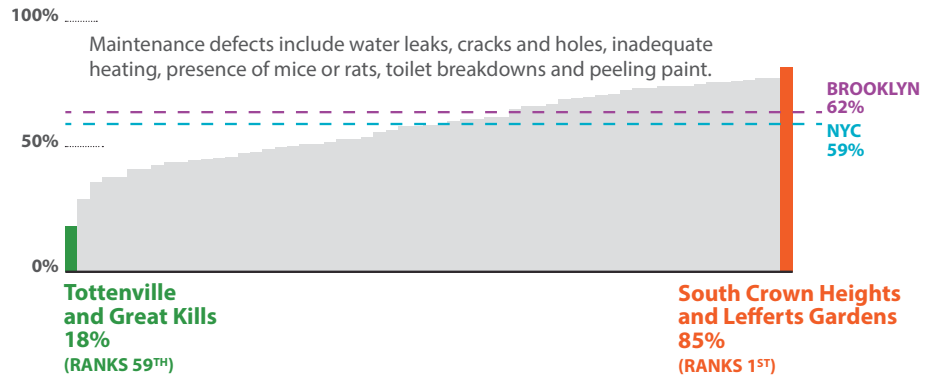 100%
Maintenance defects include water leaks, cracks and holes, inadequate
heating, presence of mice or rats, toilet breakdowns and peeling paint.
BROOKLYN
62%
NYC
59%
50%
0%
Tottenville
and Great Kills
18%
(RANKS 59TH)
South Crown Heights
and Lefferts Gardens
85%
(RANKS 1ST)